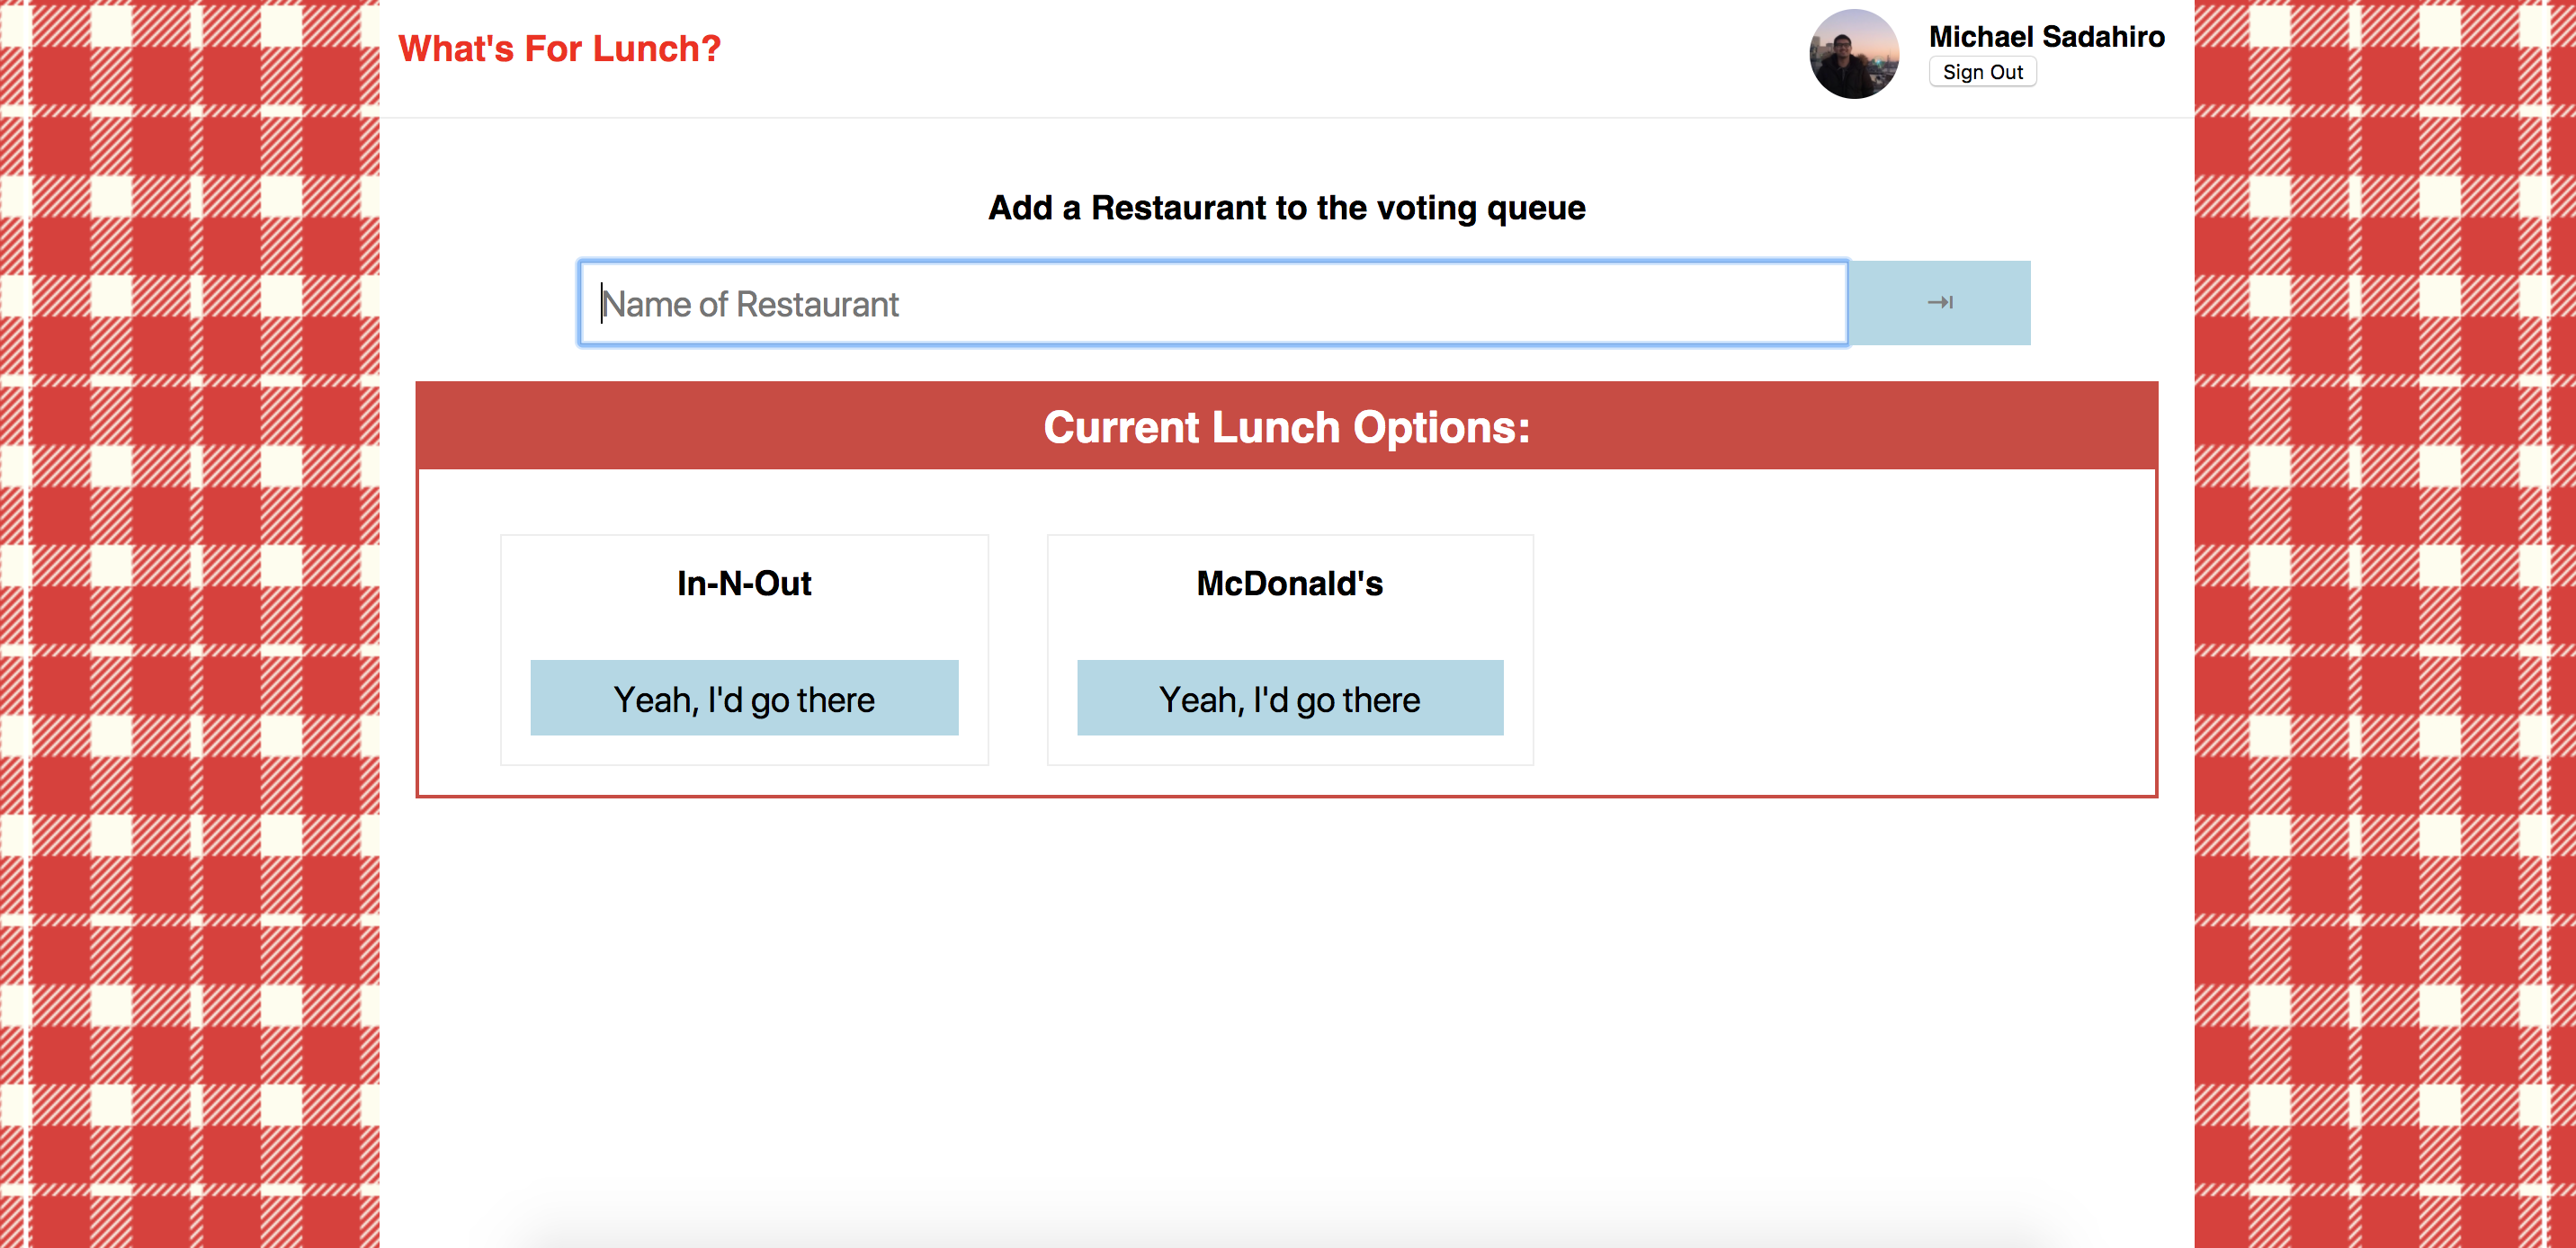 What's For Lunch?
Michael Sadahiro
Sign Out
Add a Restaurant to the voting queue
Name of Restaurant
⇥
Current Lunch Options:
In-N-Out
McDonald's
Yeah, I'd go there
Yeah, I'd go there